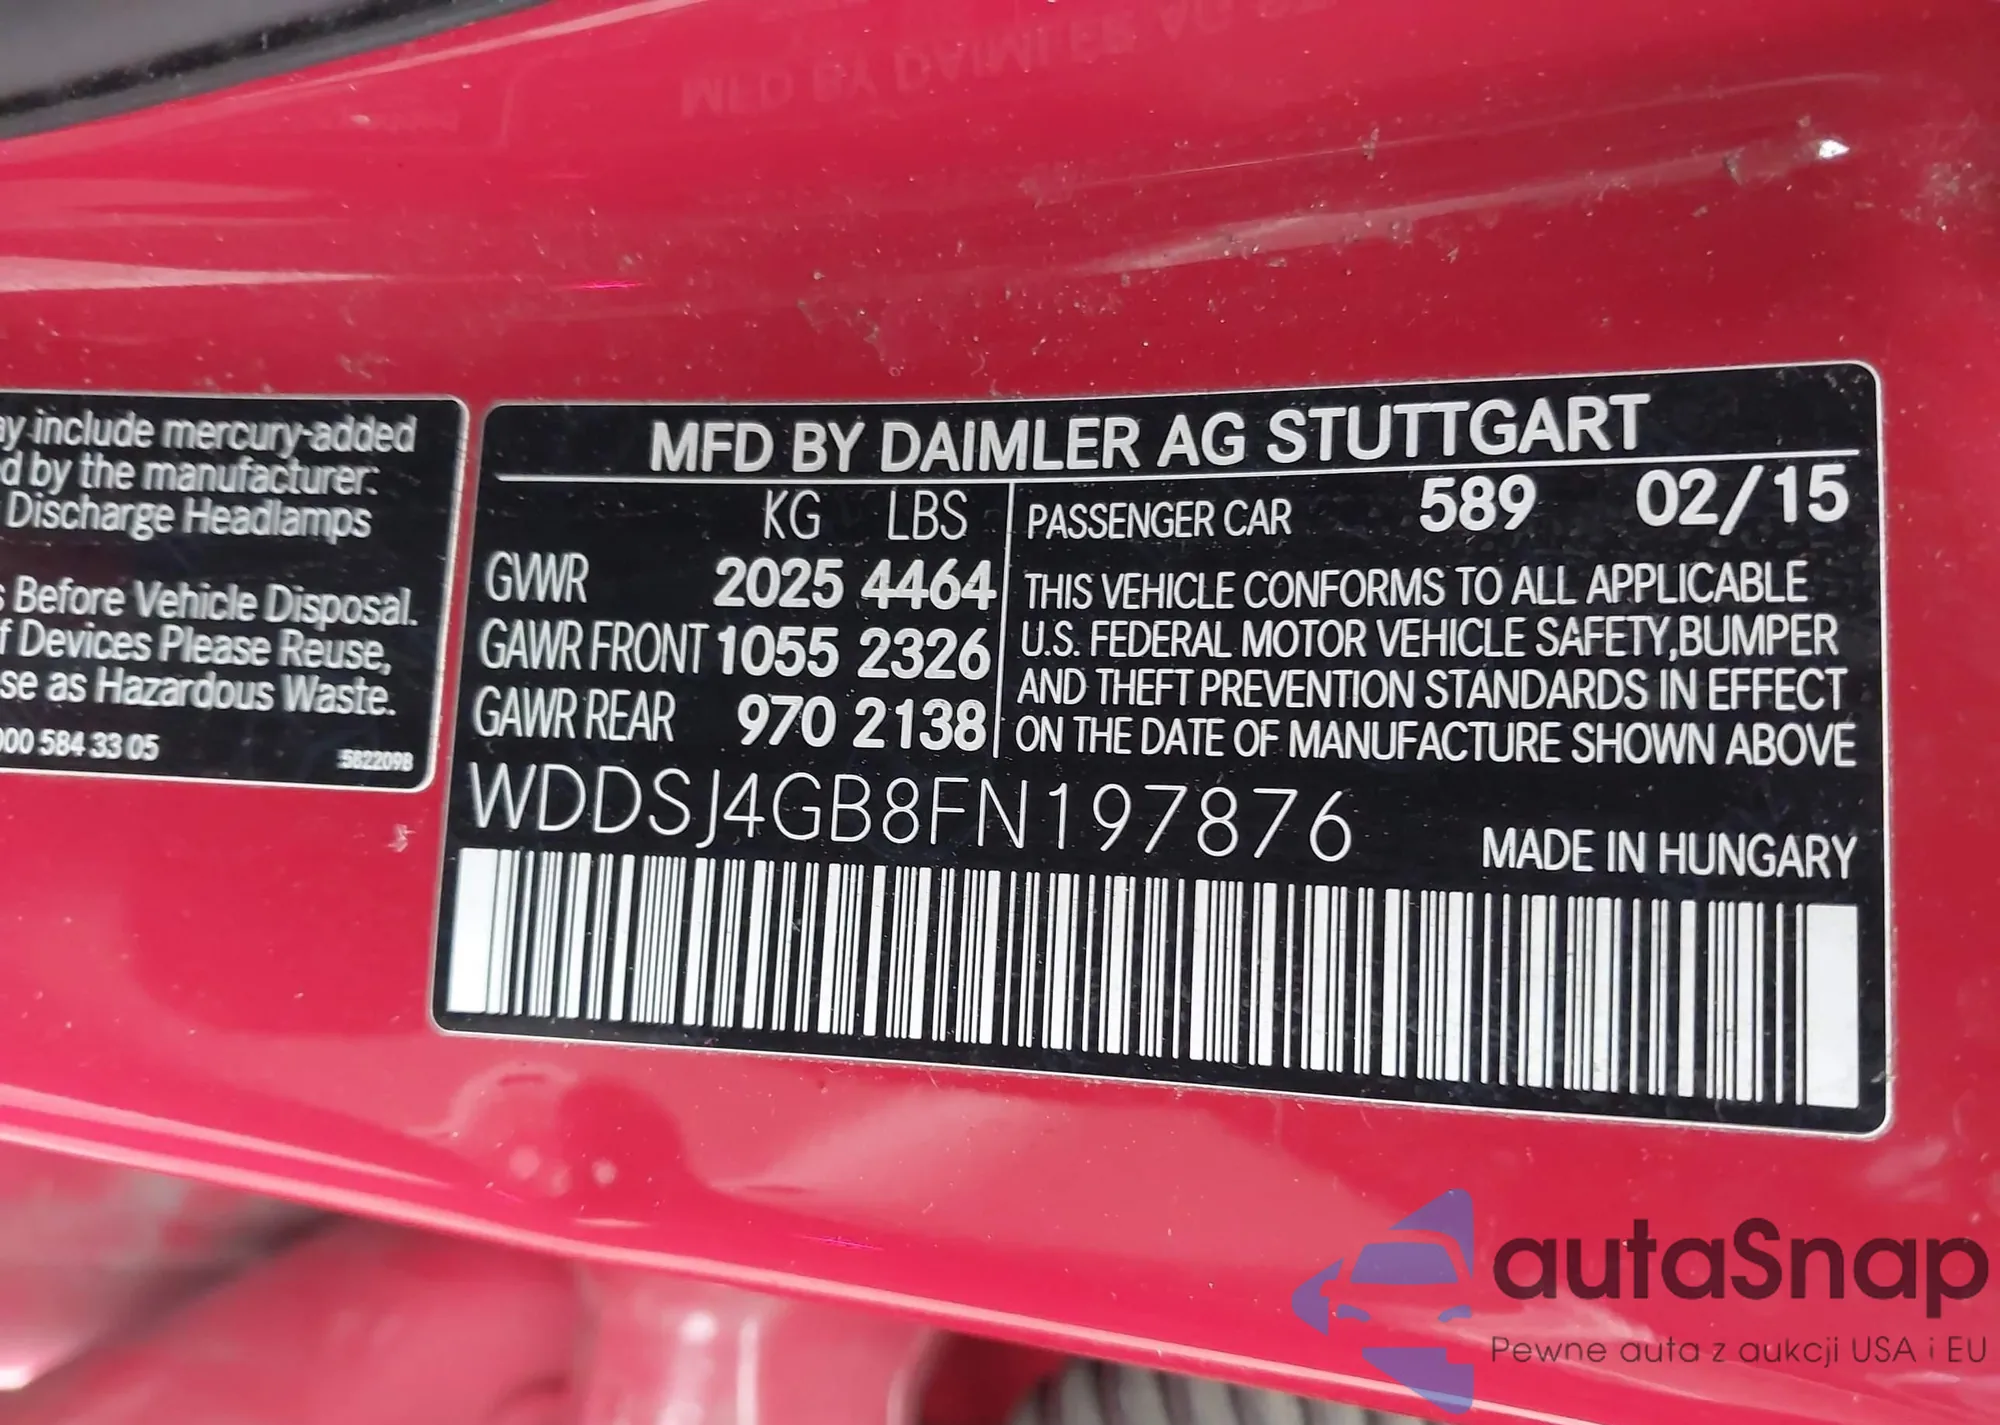 ay include mercury-added
d by the manufacturer:
Discharge Headlamps
s Before Vehicle Disposal.
f Devices Please Reuse,
se as Hazardous Waste.
000 584 33 05
582209B
MFD BY DAIMLER AG STUTTGART
KG LBS
GVWR 2025 4464
GAWR FRONT 1055 2326
GAWR REAR 970 2138
PASSENGER CAR 589 02/15
THIS VEHICLE CONFORMS TO ALL APPLICABLE
U.S. FEDERAL MOTOR VEHICLE SAFETY,BUMPER
AND THEFT PREVENTION STANDARDS IN EFFECT
ON THE DATE OF MANUFACTURE SHOWN ABOVE
WDDSJ4GB8FN197876
MADE IN HUNGARY
autaSnap
Pewne auta z aukcji USA i EU